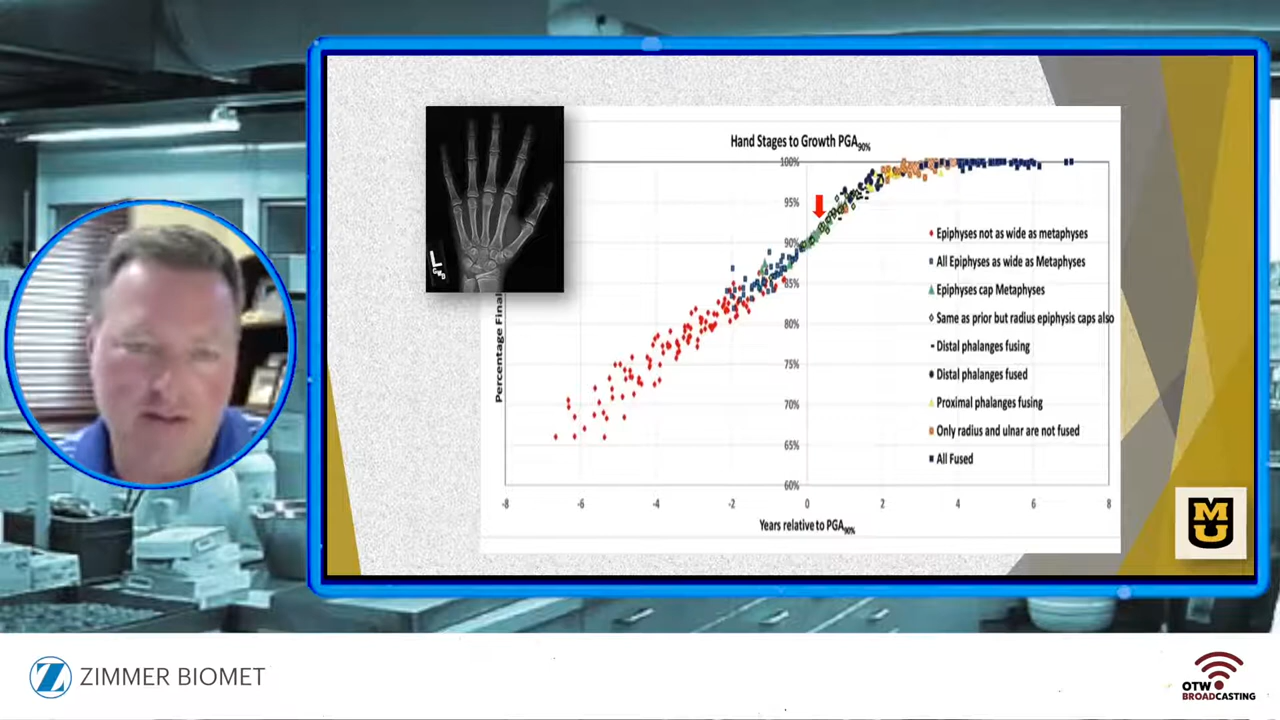 Hand Stages to Growth PGA90%
100%
95%
90%
85%
80%
75%
70%
65%
60%
Percentage Final
-8 -6 -4 -2 0 2 4 6 8
Years relative to PGA90%
Epiphyses not as wide as metaphyses
All Epiphyses as wide as Metaphyses
Epiphyses cap Metaphyses
Same as prior but radius epiphysis caps also
Distal phalanges fusing
Distal phalanges fused
Proximal phalanges fusing
Only radius and ulnar are not fused
All Fused
L
MU
Z ZIMMER BIOMET
OTW
BROADCASTING